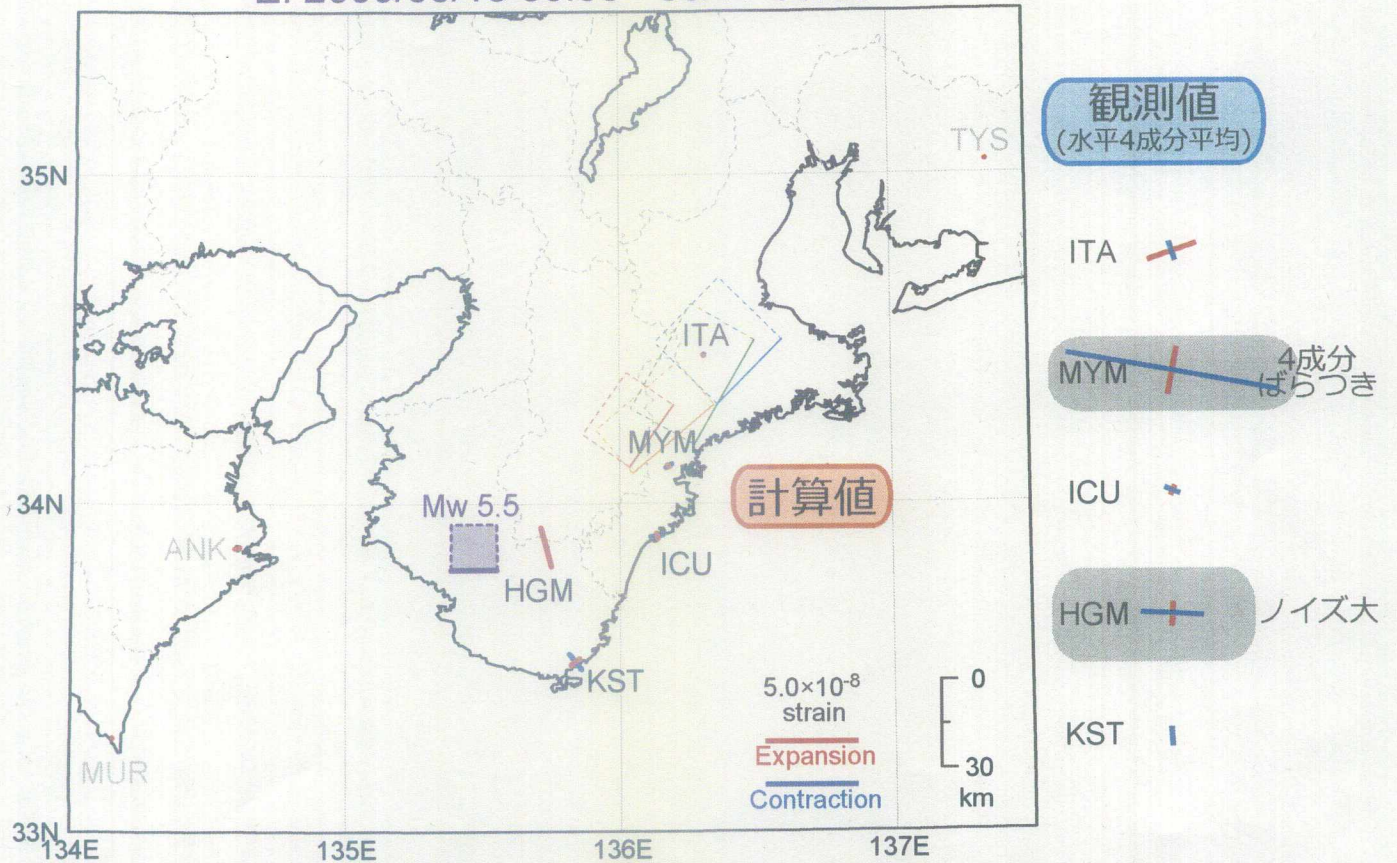 観測値
(水平4成分平均)
TYS
35N
ITA
ITA
MYM
4成分
ばらつき
MYM
計算値
ICU
34N
Mw 5.5
ANK
HGM
ICU
HGM
ノイズ大
KST
5.0×10-8
strain
Expansion
Contraction
0
30
km
KST
MUR
33N
134E
135E
136E
137E